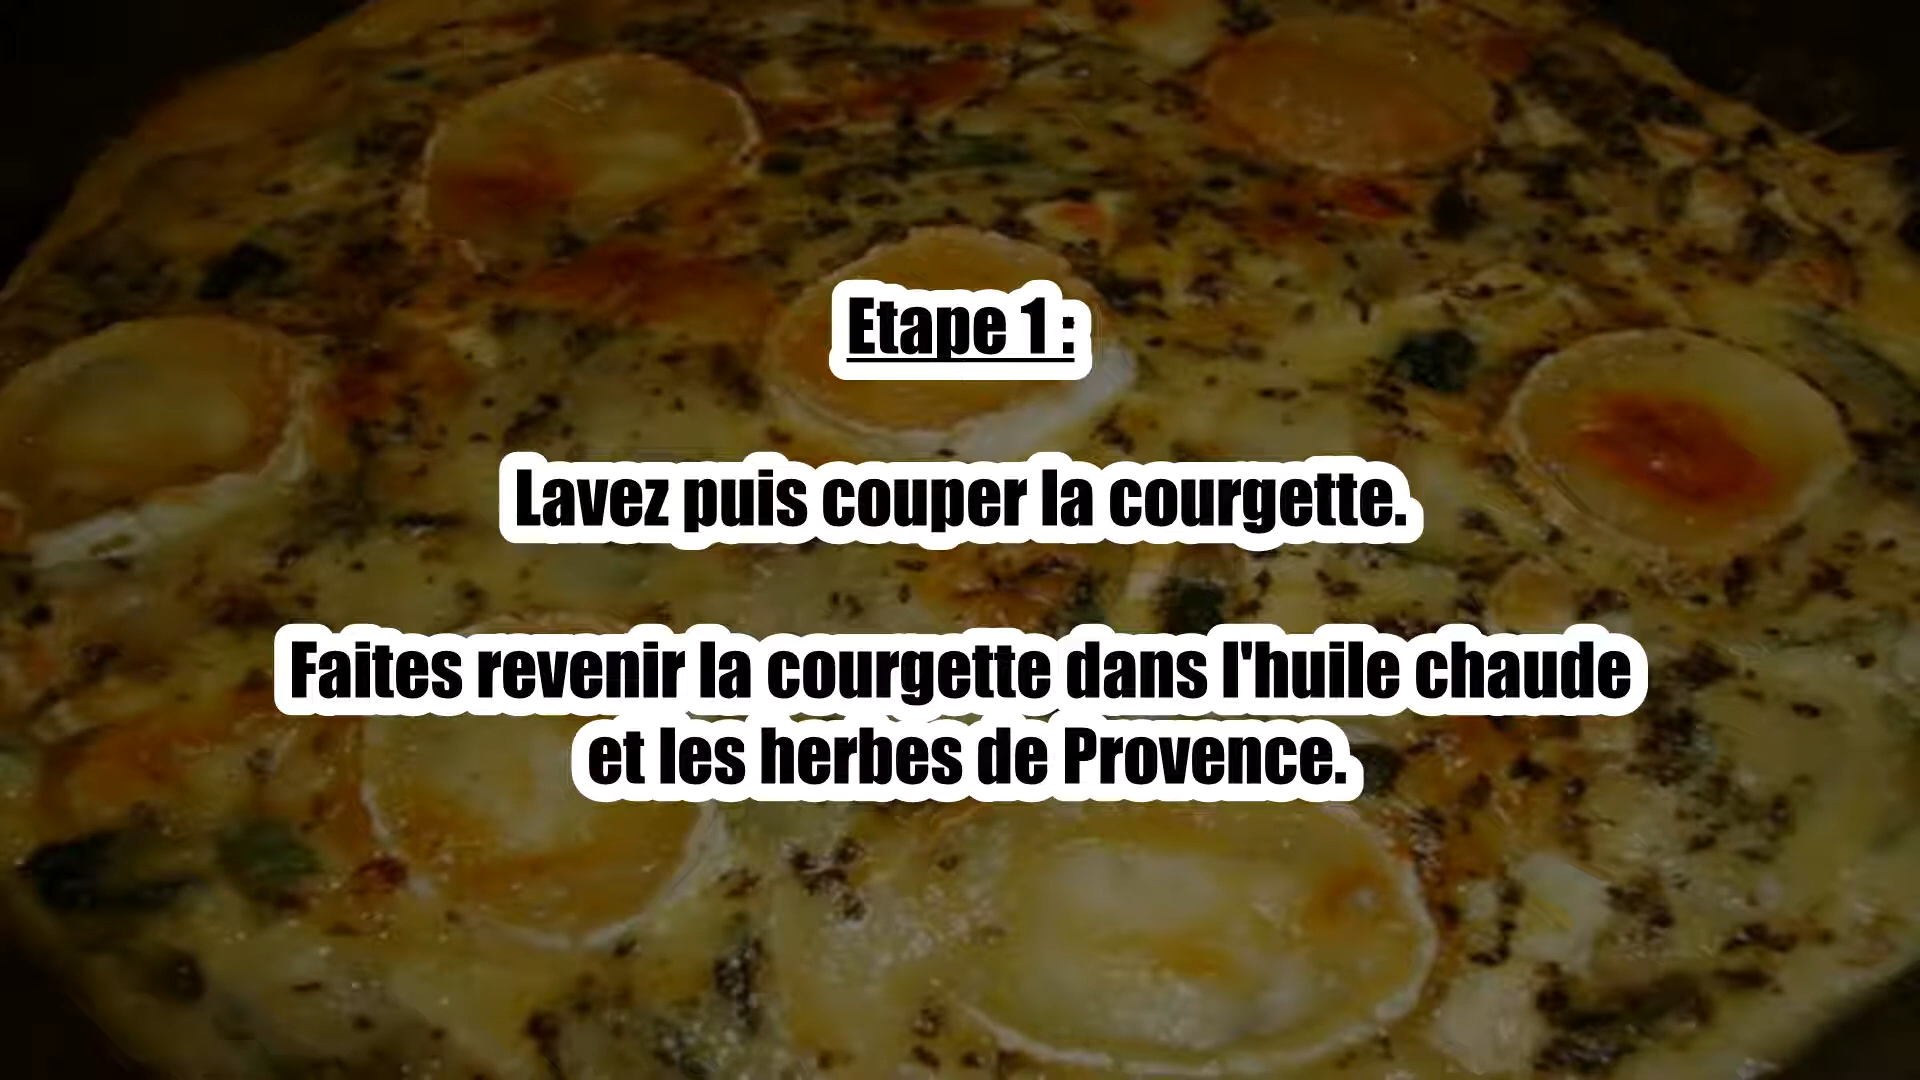 Etape 1 :
Lavez puis couper la courgette.
Faites revenir la courgette dans l'huile chaude
et les herbes de Provence.